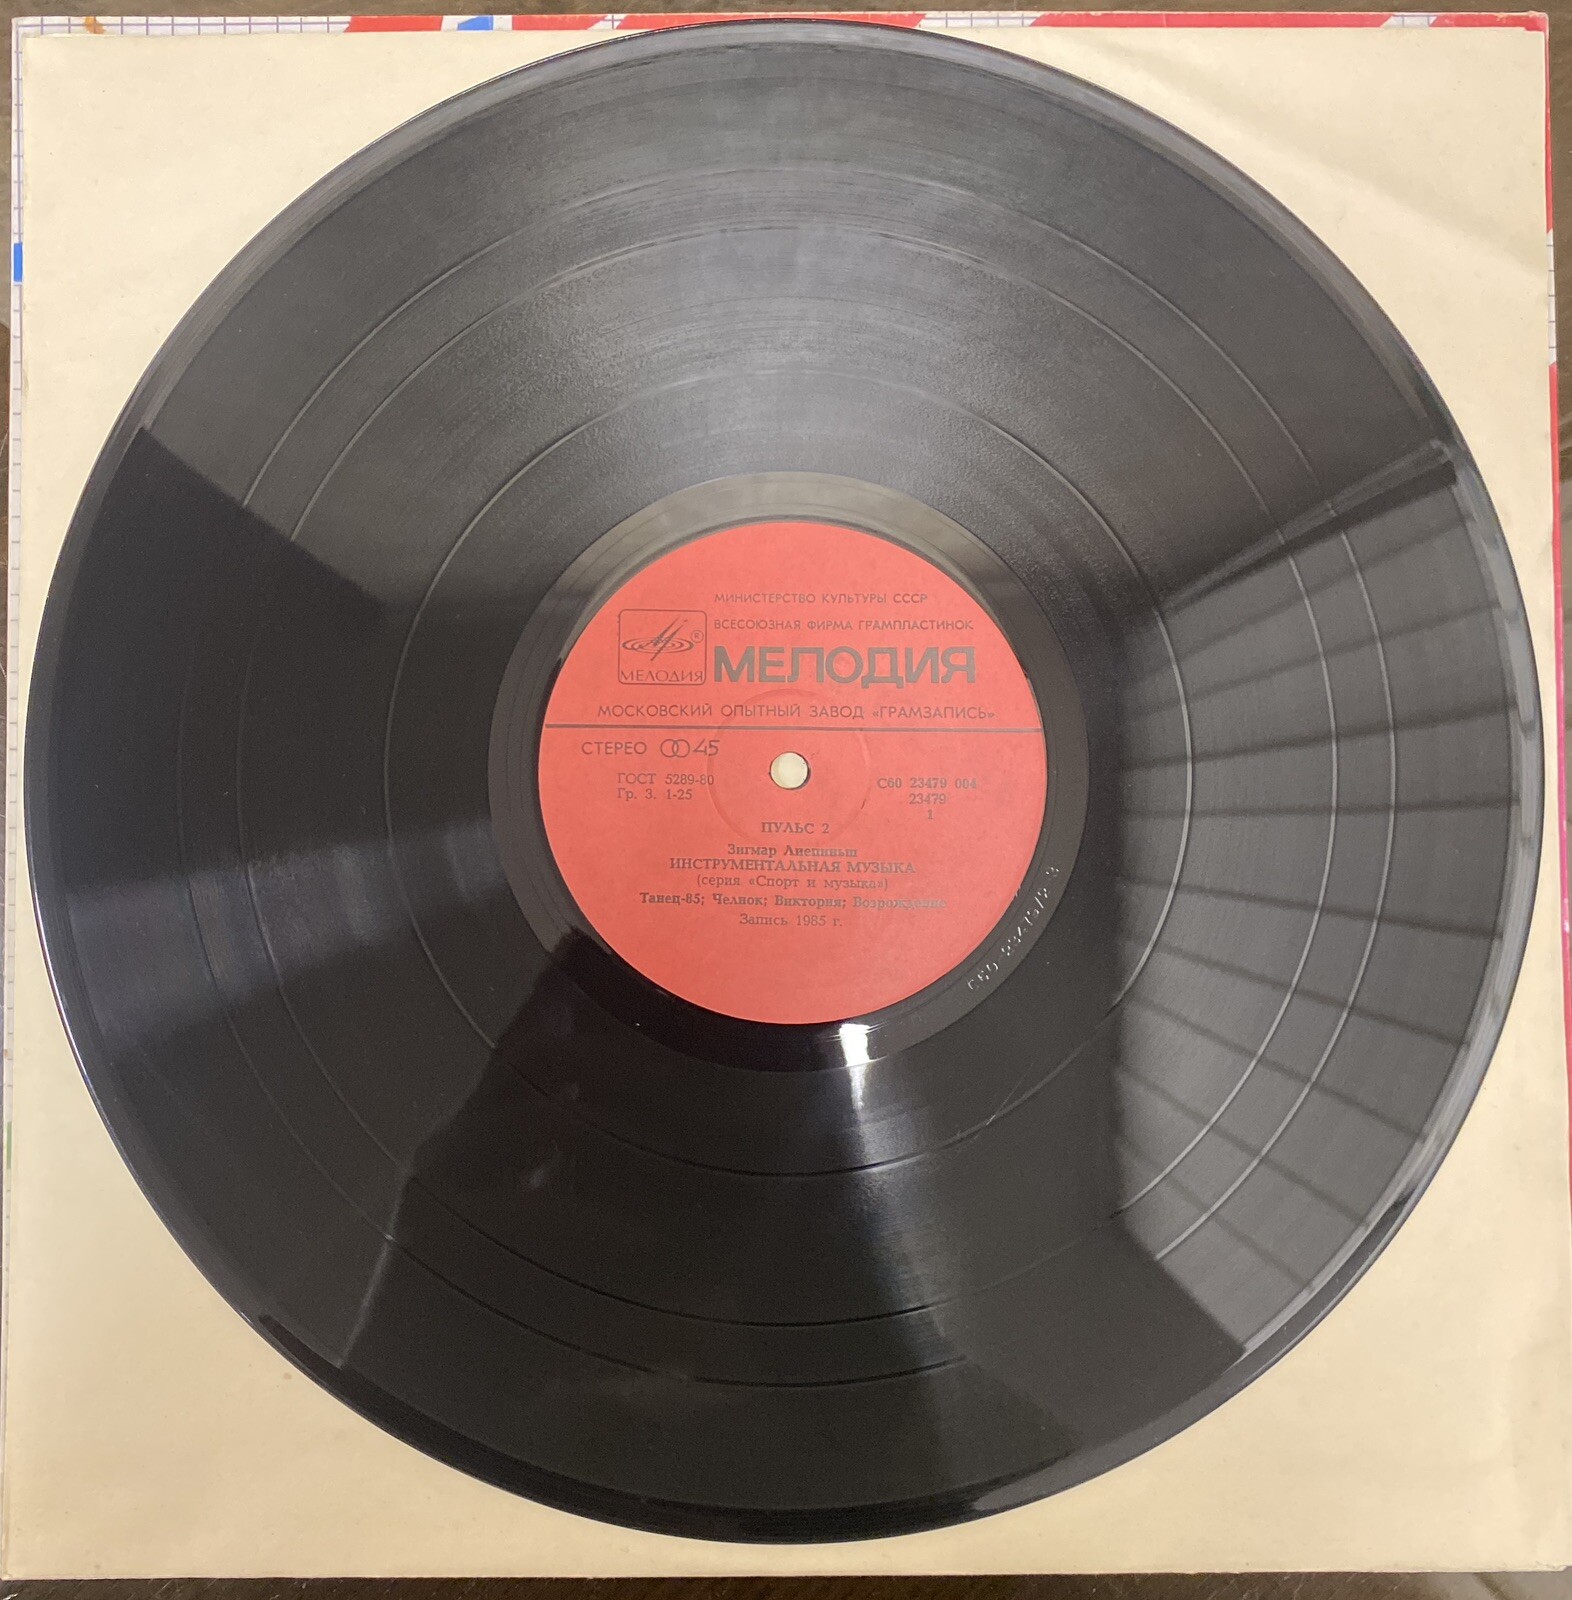 МИНИСТЕРСТВО КУЛЬТУРЫ СССР
ВСЕСОЮЗНАЯ ФИРМА ГРАМПЛАСТИНОК
МЕЛОДИЯ ®
МЕЛОДИЯ
МОСКОВСКИЙ ОПЫТНЫЙ ЗАВОД «ГРАМЗАПИСЬ»
СТЕРЕО 45
ГОСТ 5289-80
Гр. 3. 1-25
С60 23479 004
23479
1
ПУЛЬС 2
Зигмар Лиепиньш
ИНСТРУМЕНТАЛЬНАЯ МУЗЫКА
(серия «Спорт и музыка»)
Танец-85; Челнок; Виктория; Возрождение
Запись 1985 г.